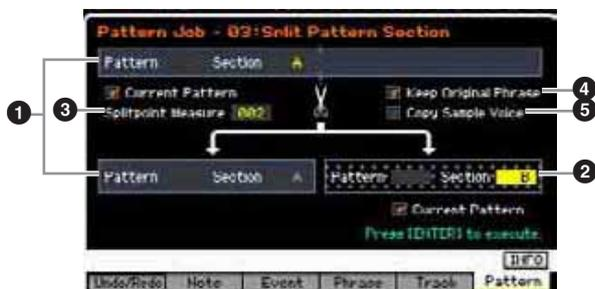 Pattern Job - 03:Split Pattern Section
Pattern Section A
1
3
Current Pattern
Keep Original Phrase
4
Splitpoint Measure 002
Copy Sample Voice
5
Pattern Section A
Pattern Section B
2
Current Pattern
Press [ENTER] to execute.
INFO
Undo/Redo Note Event Phrase Track Pattern